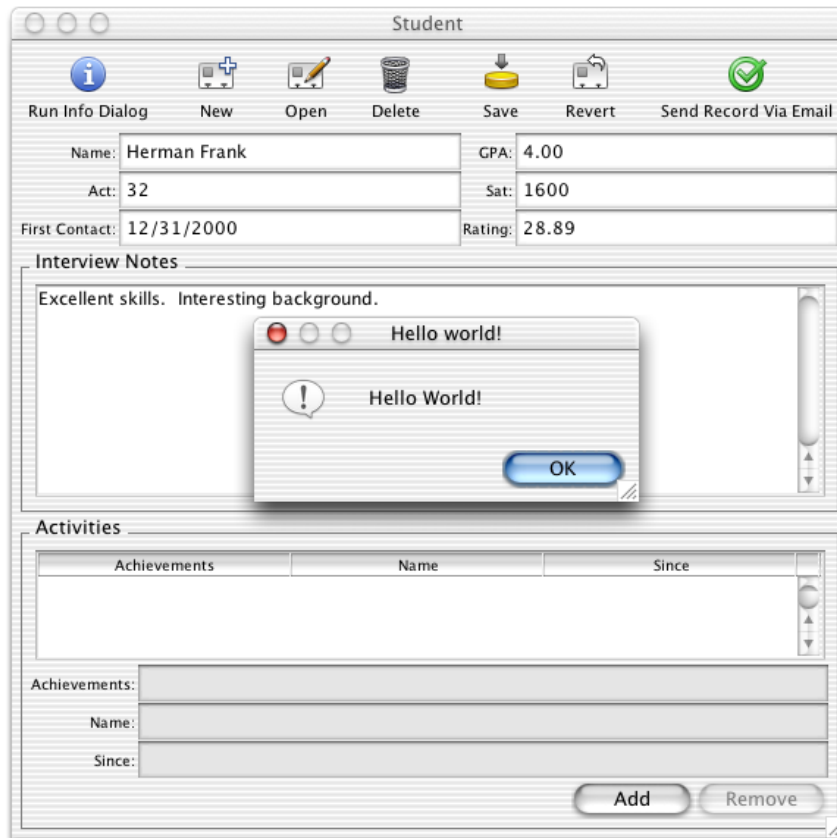 Student
Run Info Dialog New Open Delete Save Revert Send Record Via Email
Name: Herman Frank GPA: 4.00
Act: 32 Sat: 1600
First Contact: 12/31/2000 Rating: 28.89
Interview Notes
Excellent skills. Interesting background.
Hello world!
Hello World!
OK
Activities
Achievements Name Since
Achievements:
Name:
Since:
Add Remove